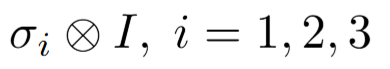 σ_i ⊗ I, i = 1, 2, 3